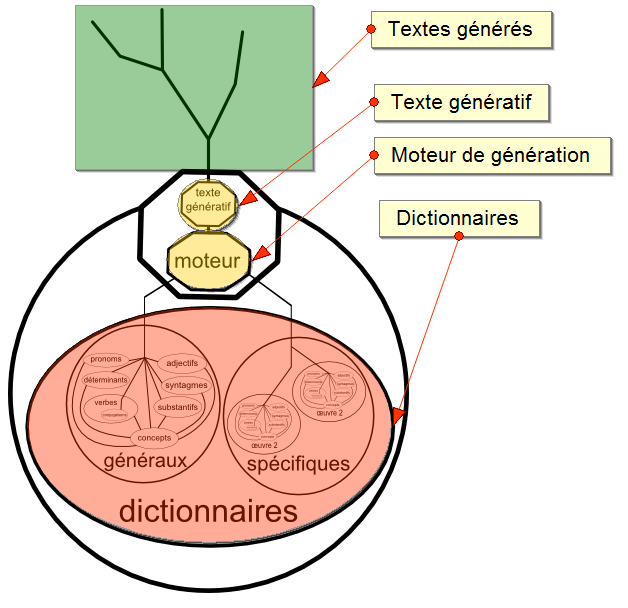 Textes générés
Texte génératif
Moteur de génération
Dictionnaires
texte
génératif
moteur
pronoms
adjectifs
déterminants
syntagmes
verbes
conjugaisons
substantifs
concepts
généraux
œuvre 2
œuvre 2
spécifiques
dictionnaires